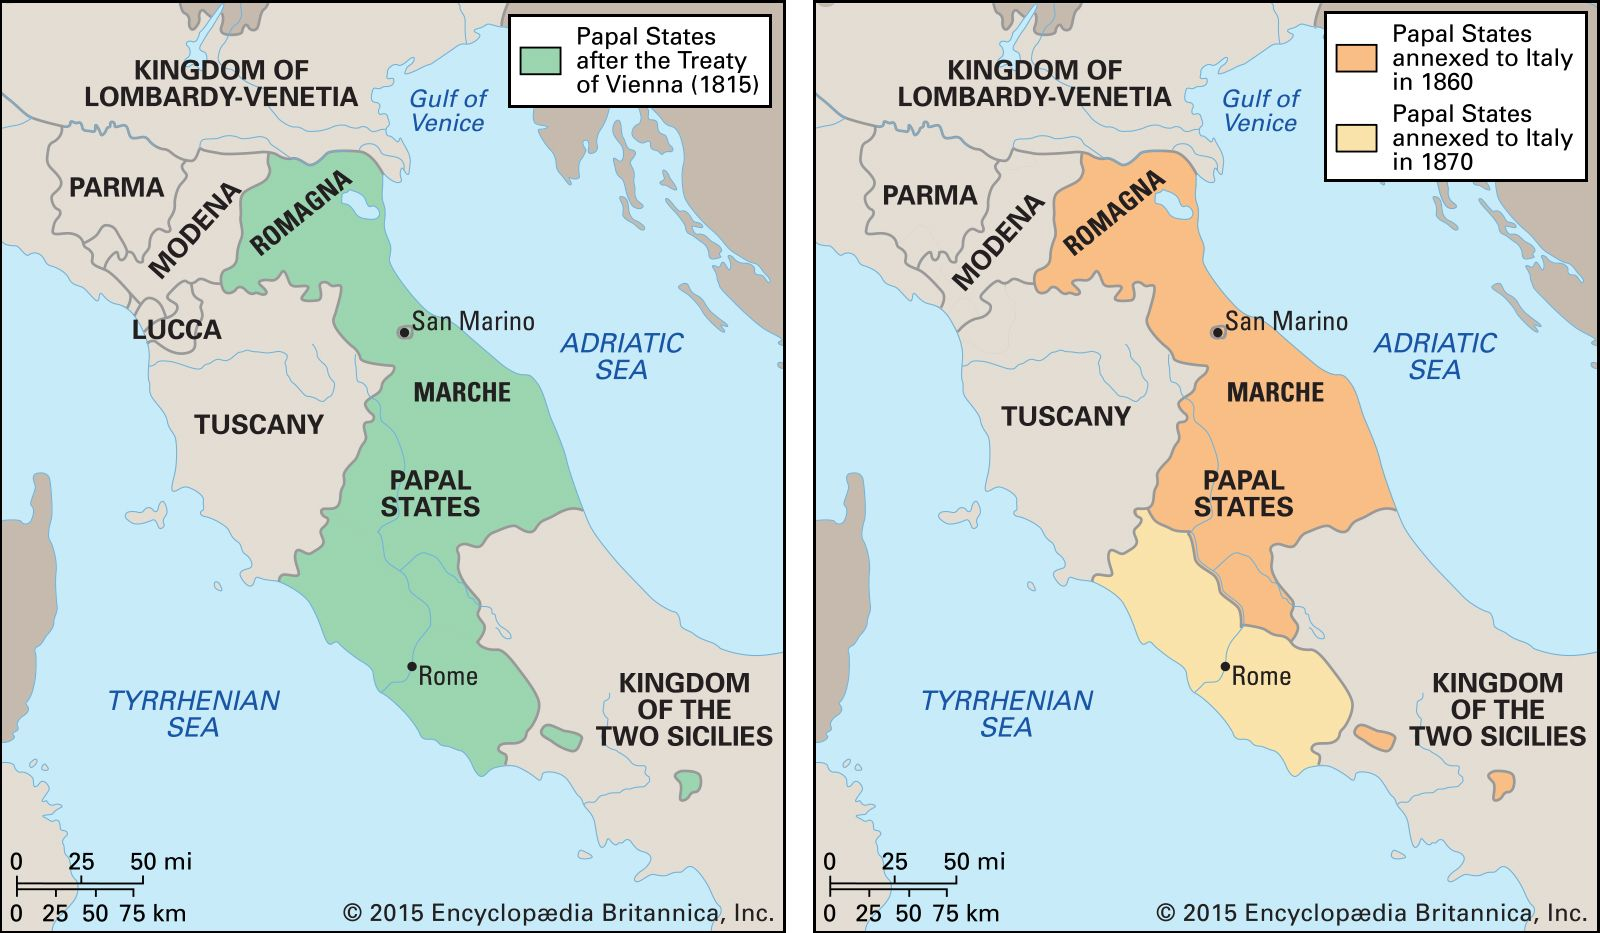 Papal States
after the Treaty
of Vienna (1815)
KINGDOM OF
LOMBARDY-VENETIA
Gulf of
Venice
PARMA
MODENA
ROMAGNA
LUCCA
San Marino
ADRIATIC
SEA
MARCHE
TUSCANY
PAPAL
STATES
Rome
TYRRHENIAN
SEA
KINGDOM
OF THE
TWO SICILIES
0 25 50 mi
0 25 50 75 km
© 2015 Encyclopædia Britannica, Inc.
Papal States
annexed to Italy
in 1860
Papal States
annexed to Italy
in 1870
KINGDOM OF
LOMBARDY-VENETIA
Gulf of
Venice
PARMA
MODENA
ROMAGNA
San Marino
ADRIATIC
SEA
MARCHE
TUSCANY
PAPAL
STATES
Rome
TYRRHENIAN
SEA
KINGDOM
OF THE
TWO SICILIES
0 25 50 mi
0 25 50 75 km
© 2015 Encyclopædia Britannica, Inc.